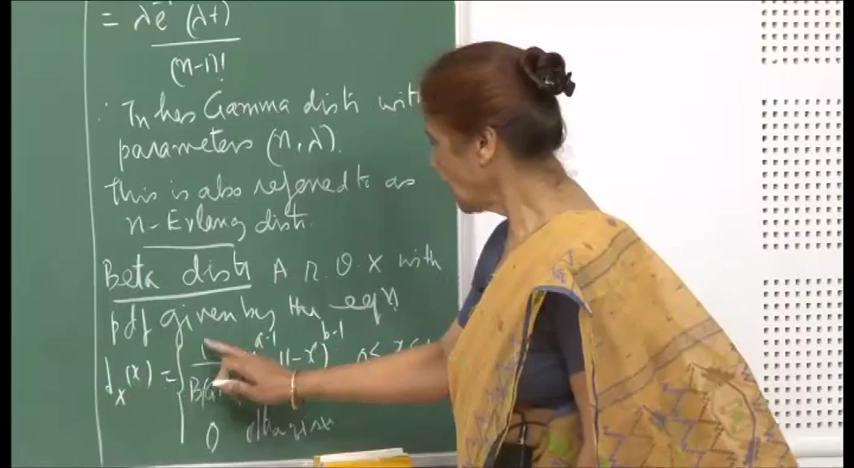 = λe (λt)
(n-1)!
∴ Tn has Gamma distn. with
parameters (n, λ).
This is also referred to as
n-Erlang distn.
Beta distn. A r. v. X with
pdf given by the eqn
f_X(x) = { 1 x^{a-1} (1-x)^{b-1}, 0 ≤ x ≤ 1
B(
0 otherwise